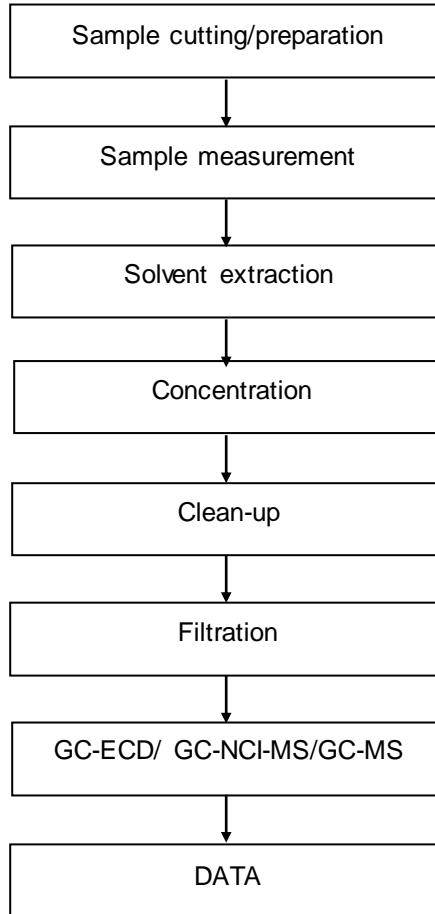 Sample cutting/preparation
Sample measurement
Solvent extraction
Concentration
Clean-up
Filtration
GC-ECD/ GC-NCI-MS/GC-MS
DATA